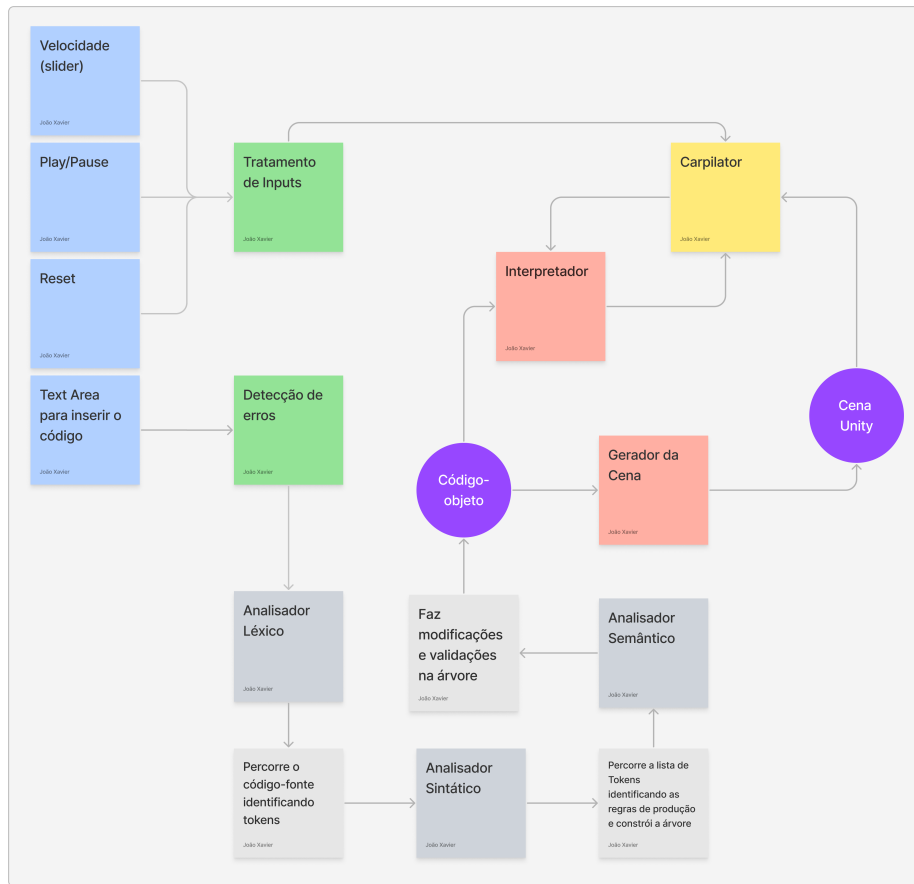 Velocidade
(slider)
João Xavier
Play/Pause
João Xavier
Reset
João Xavier
Text Area
para inserir o
código
João Xavier
Tratamento
de Inputs
João Xavier
Detecção de
erros
João Xavier
Carpilator
João Xavier
Interpretador
João Xavier
Cena
Unity
Código-
objeto
Gerador da
Cena
João Xavier
Analisador
Léxico
João Xavier
Faz
modificações
e validações
na árvore
João Xavier
Analisador
Semântico
João Xavier
Percorre o
código-fonte
identificando
tokens
João Xavier
Analisador
Sintático
João Xavier
Percorre a lista de
Tokens
identificando as
regras de produção
e constrói a árvore
João Xavier